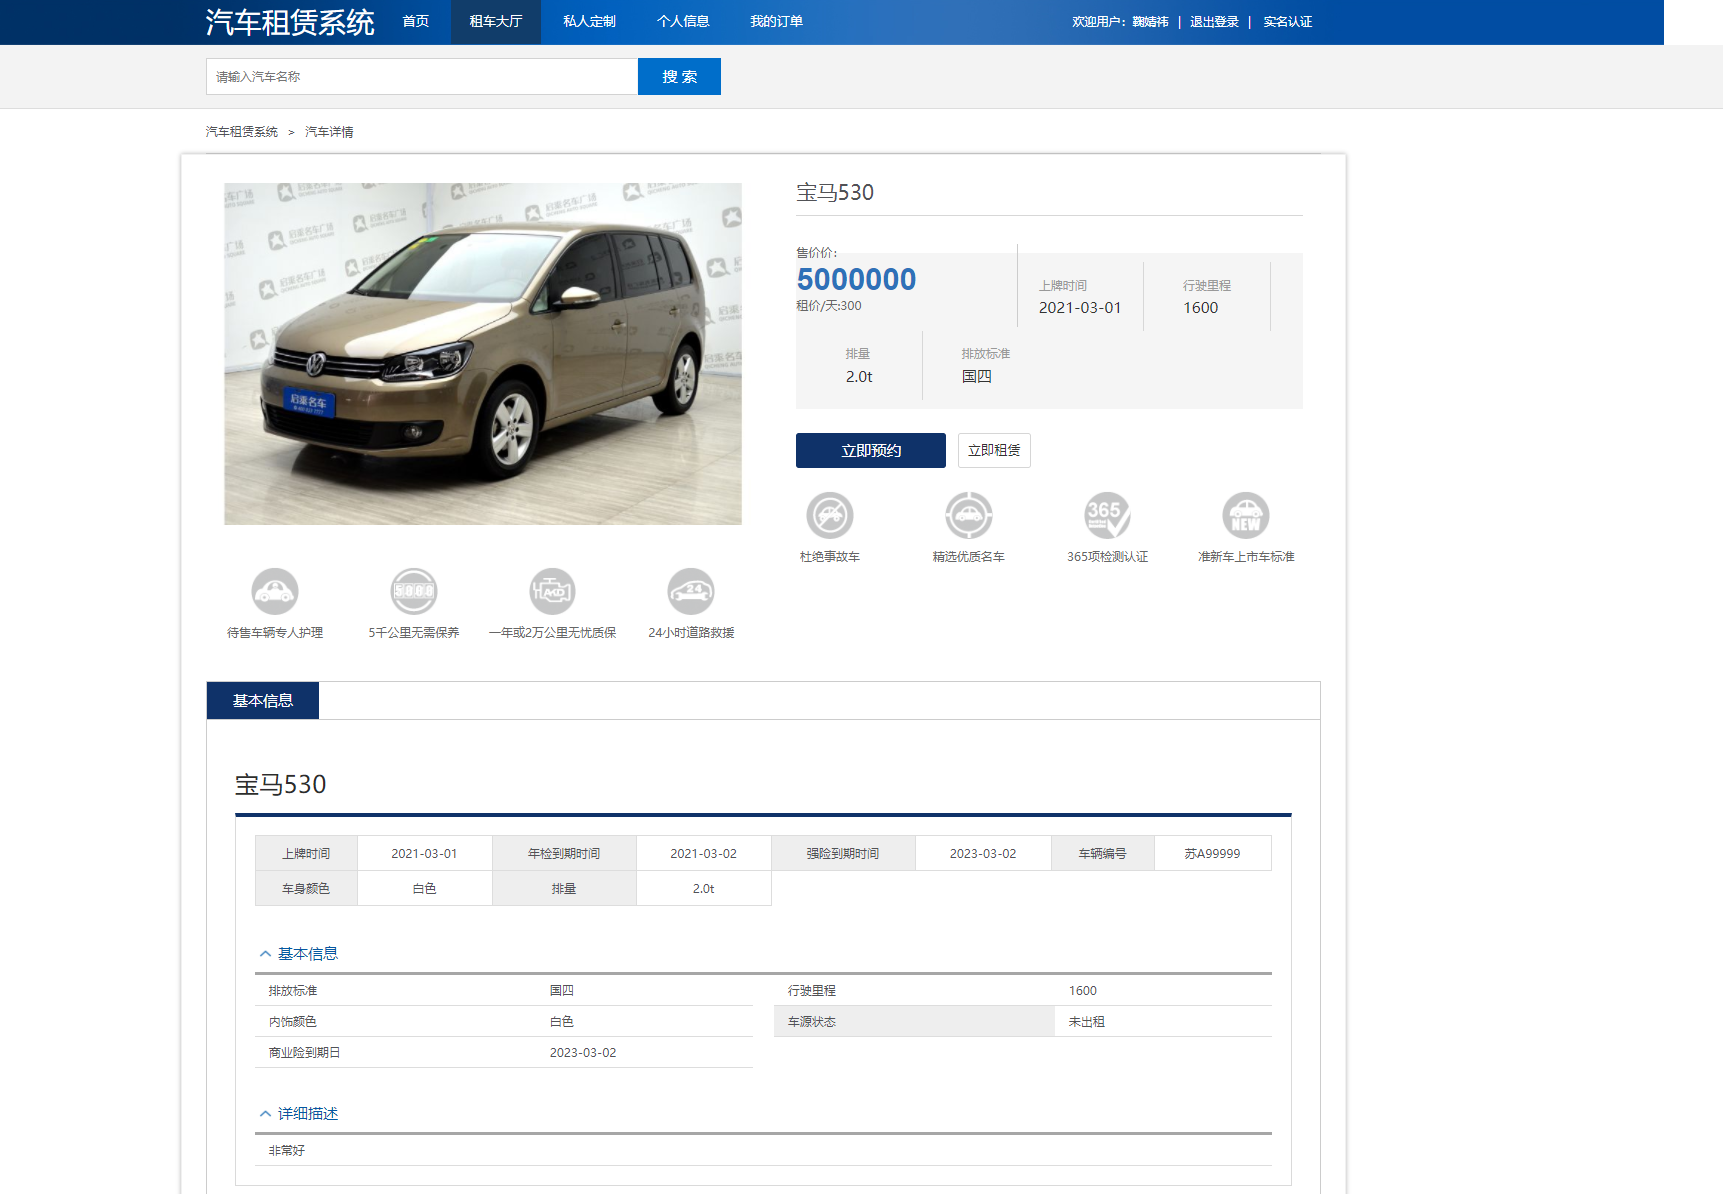 汽车租赁系统 首页 租车大厅 私人定制 个人信息 我的订单 欢迎用户：鞠婧祎 | 退出登录 | 实名认证
请输入汽车名称 搜 索
汽车租赁系统 > 汽车详情
启辰名车
宝马530
售价价：
5000000
租价/天:300
上牌时间
2021-03-01
行驶里程
1600
排量
2.0t
排放标准
国四
立即预约 立即租赁
365
NEW
杜绝事故车 精选优质名车 365项检测认证 准新车上市车标准
5000 24
待售车辆专人护理 5千公里无需保养 一年或2万公里无忧质保 24小时道路救援
基本信息
宝马530
上牌时间 2021-03-01 年检到期时间 2021-03-02 强险到期时间 2023-03-02 车辆编号 苏A99999
车身颜色 白色 排量 2.0t
基本信息
排放标准 国四 行驶里程 1600
内饰颜色 白色 车源状态 未出租
商业险到期日 2023-03-02
详细描述
非常好